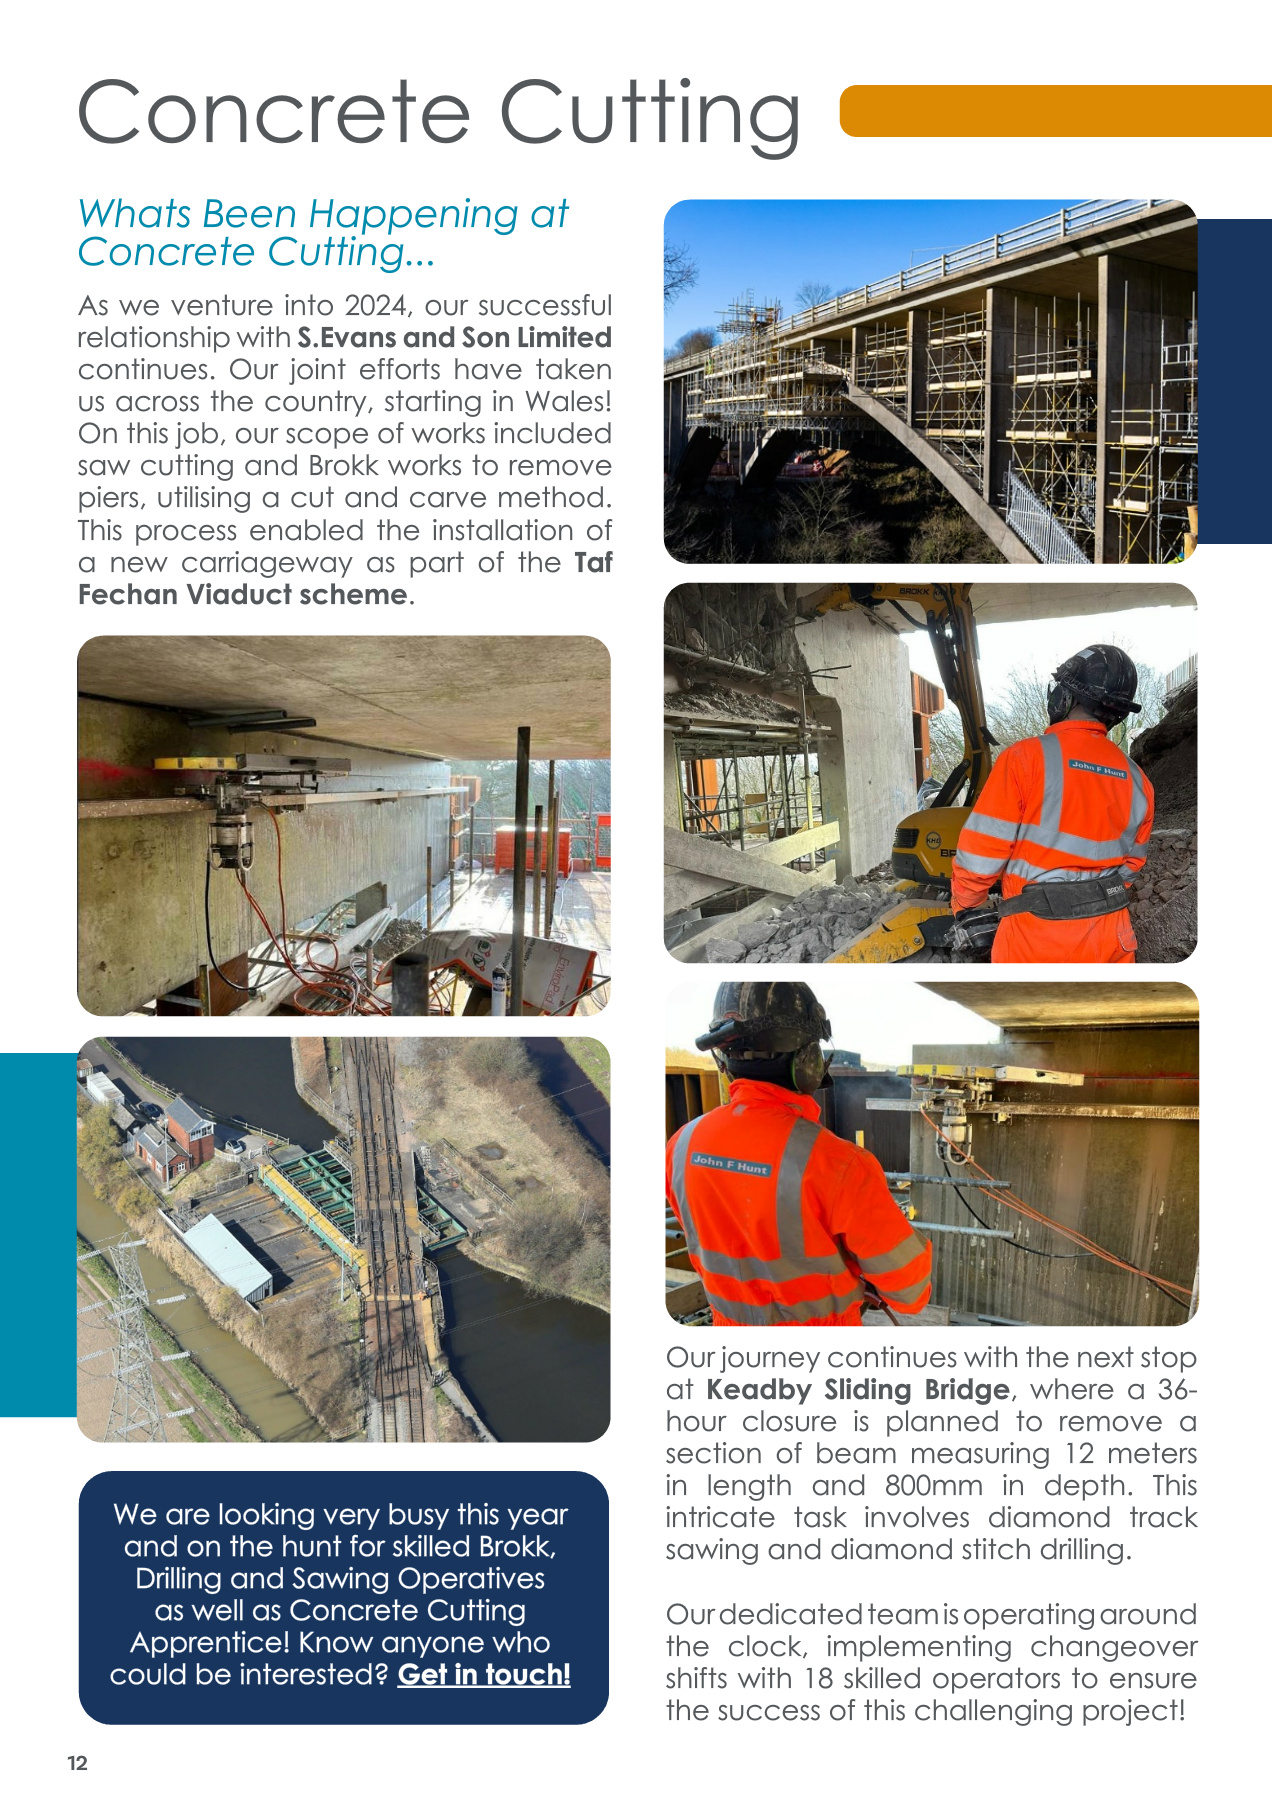 Concrete Cutting
Whats Been Happening at
Concrete Cutting...
As we venture into 2024, our successful
relationship with S.Evans and Son Limited
continues. Our joint efforts have taken
us across the country, starting in Wales!
On this job, our scope of works included
saw cutting and Brokk works to remove
piers, utilising a cut and carve method.
This process enabled the installation of
a new carriageway as part of the Taf
Fechan Viaduct scheme.
BROKK
John F Hunt
KHD
John F Hunt
We are looking very busy this year
and on the hunt for skilled Brokk,
Drilling and Sawing Operatives
as well as Concrete Cutting
Apprentice! Know anyone who
could be interested? Get in touch!
Our journey continues with the next stop
at Keadby Sliding Bridge, where a 36-
hour closure is planned to remove a
section of beam measuring 12 meters
in length and 800mm in depth. This
intricate task involves diamond track
sawing and diamond stitch drilling.
Our dedicated team is operating around
the clock, implementing changeover
shifts with 18 skilled operators to ensure
the success of this challenging project!
12